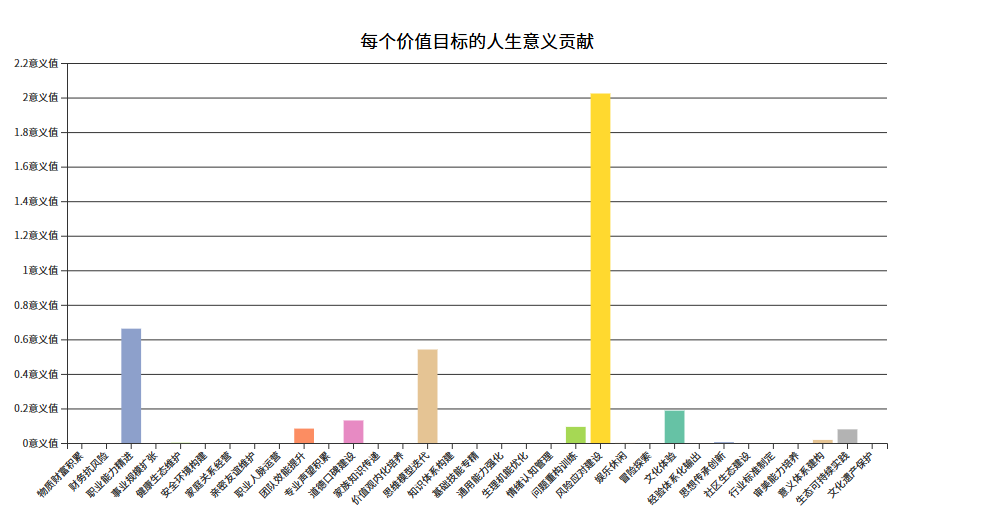 每个价值目标的人生意义贡献
2.2意义值
2意义值
1.8意义值
1.6意义值
1.4意义值
1.2意义值
1意义值
0.8意义值
0.6意义值
0.4意义值
0.2意义值
0意义值
物质财富积累
财务抗风险
职业能力精进
事业规模扩张
健康生态维护
安全环境构建
家庭关系经营
亲密友谊维护
职业人脉运营
团队效能提升
专业声望积累
道德口碑建设
家族知识传递
价值观内化培养
思维模型迭代
知识体系构建
基础技能专精
通用能力强化
生理机能优化
情绪认知管理
问题重构训练
风险应对建设
娱乐休闲
冒险探索
文化体验
经验体系化输出
思想传承创新
社区生态建设
行业标准制定
审美能力培养
意义体系建构
生态可持续实践
文化遗产保护